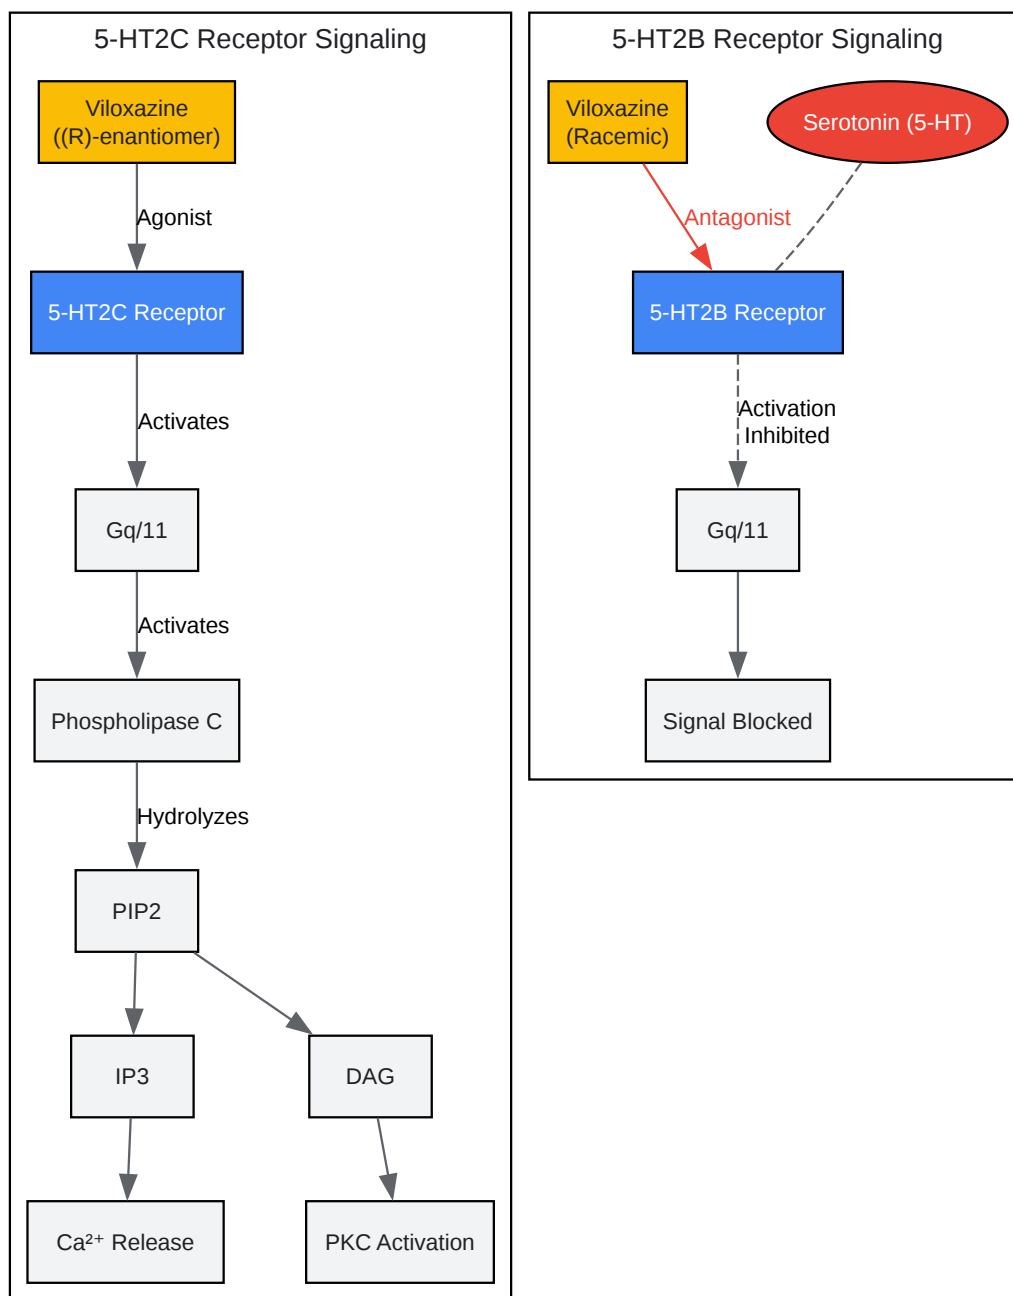 5-HT2C Receptor Signaling
Viloxazine
((R)-enantiomer)
Agonist
5-HT2C Receptor
Activates
Gq/11
Activates
Phospholipase C
Hydrolyzes
PIP2
IP3
DAG
Ca²⁺ Release
PKC Activation
5-HT2B Receptor Signaling
Viloxazine
(Racemic)
Serotonin (5-HT)
Antagonist
5-HT2B Receptor
Activation
Inhibited
Gq/11
Signal Blocked